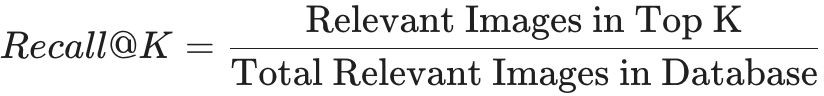 Recall@K = Relevant Images in Top K / Total Relevant Images in Database